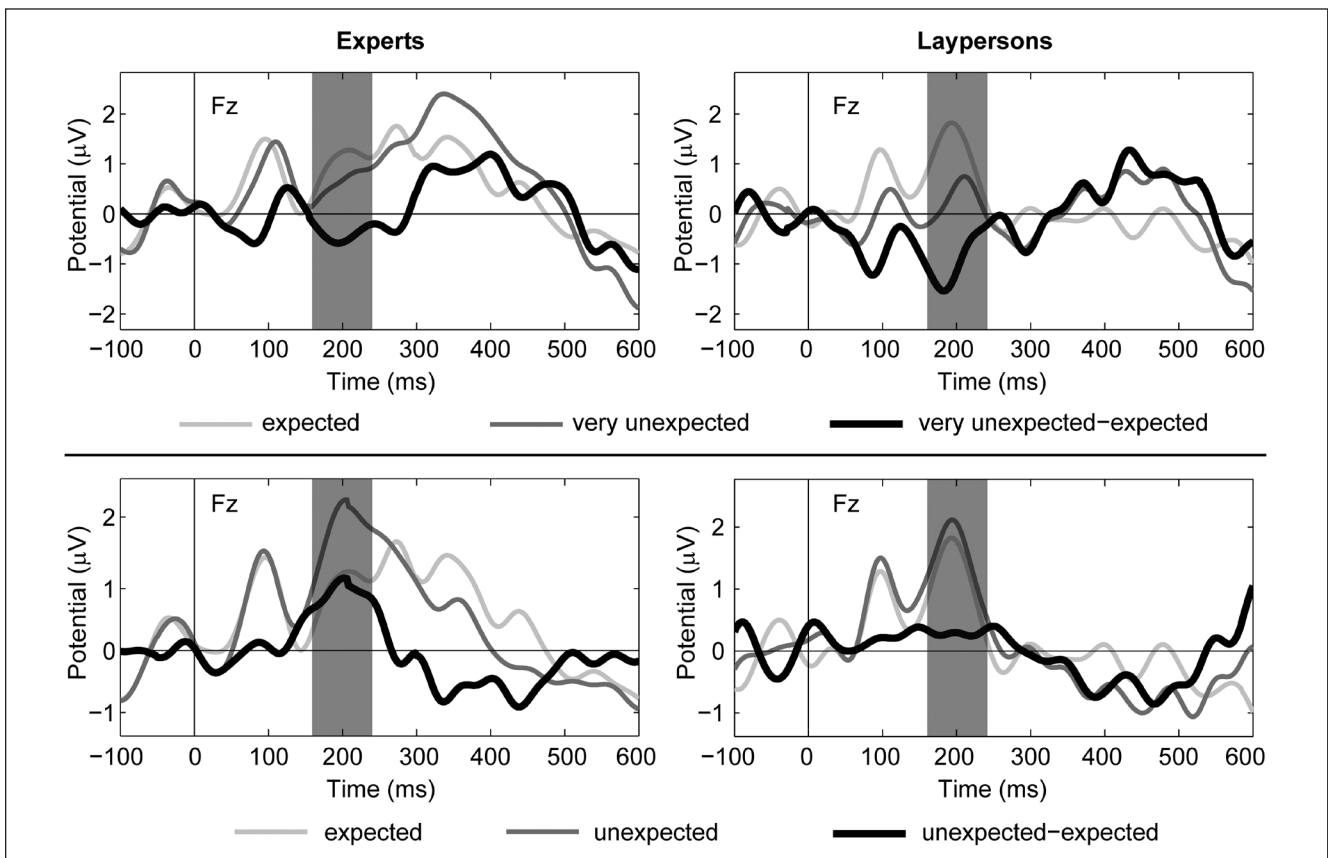 Experts
Laypersons
Fz
Fz
Potential (μV)
2
1
0
−1
−2
Potential (μV)
2
1
0
−1
−2
−100 0 100 200 300 400 500 600
−100 0 100 200 300 400 500 600
Time (ms)
Time (ms)
expected very unexpected very unexpected−expected
Fz
Fz
Potential (μV)
2
1
0
−1
Potential (μV)
2
1
0
−1
−100 0 100 200 300 400 500 600
−100 0 100 200 300 400 500 600
Time (ms)
Time (ms)
expected unexpected unexpected−expected